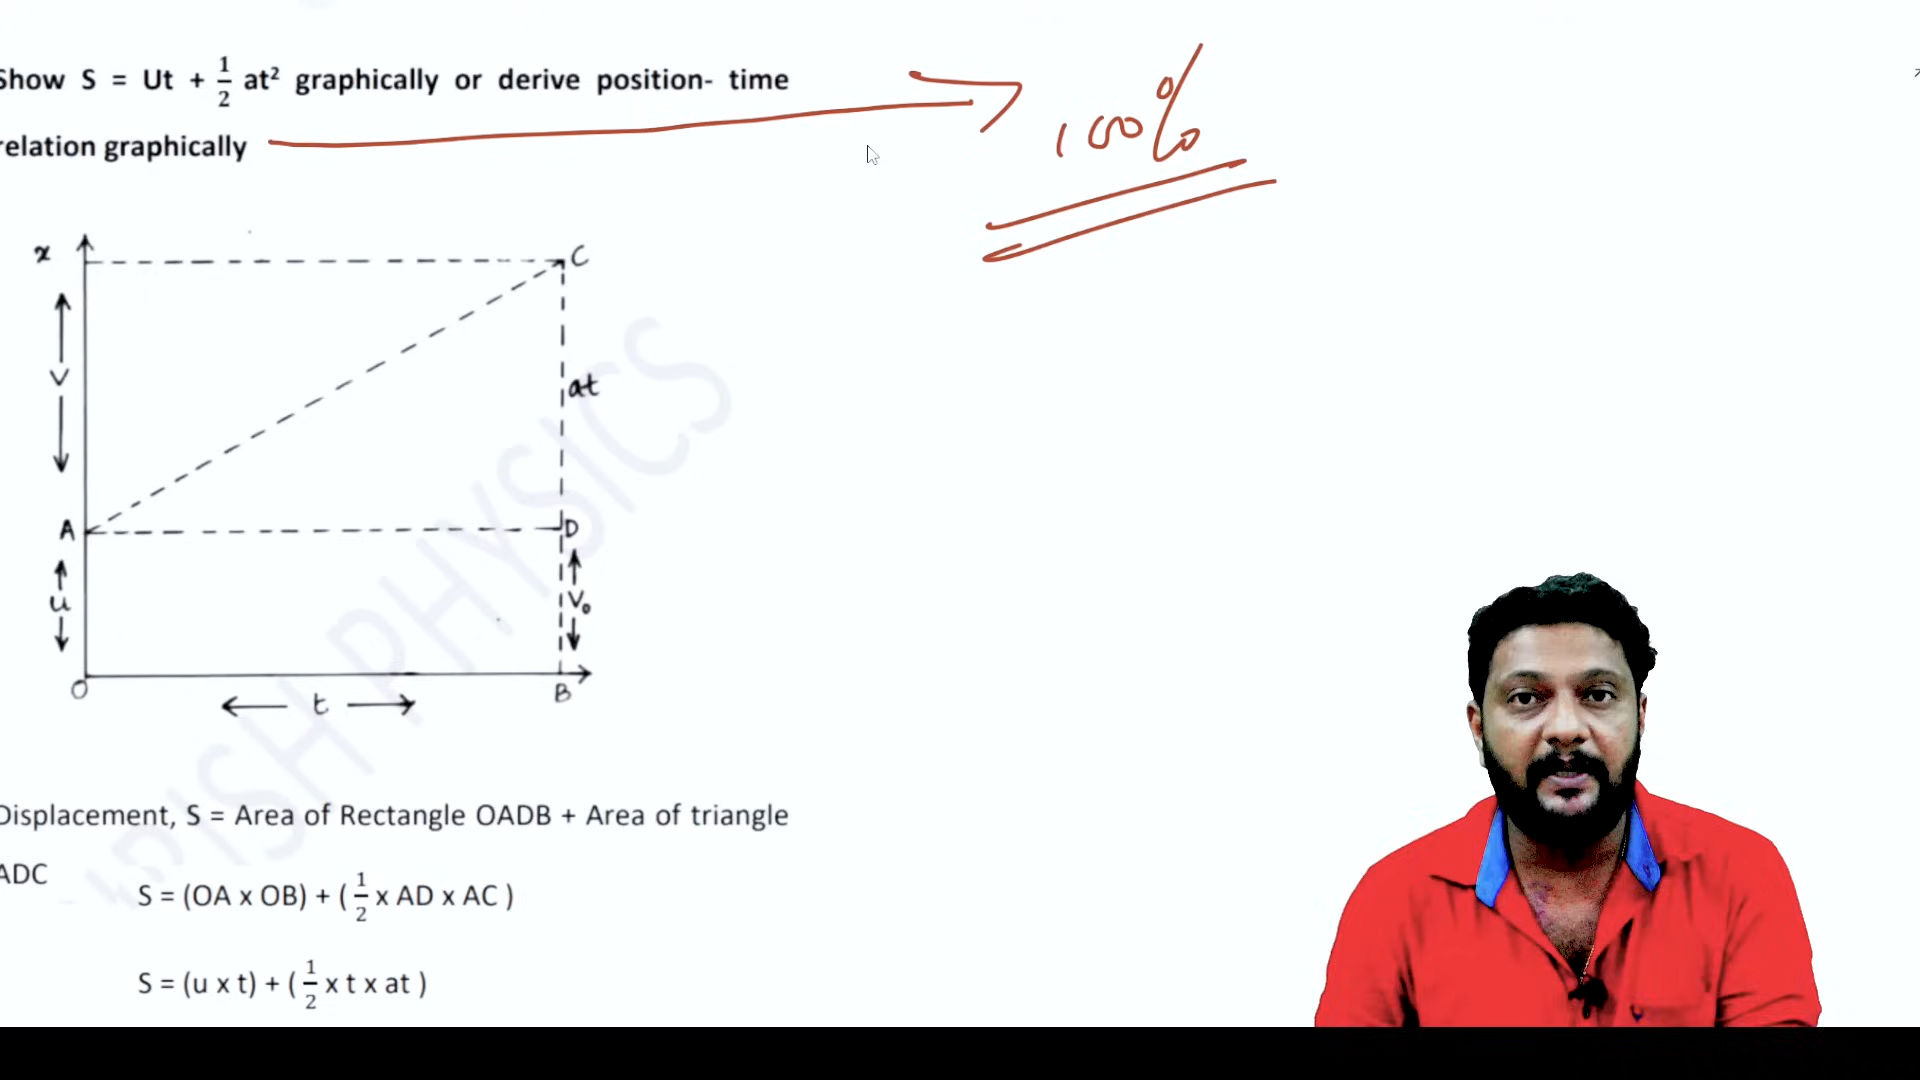 Show S = Ut + 1/2 at² graphically or derive position- time
relation graphically
100%
x
C
V
at
A
D
u
V₀
O
t
B
Displacement, S = Area of Rectangle OADB + Area of triangle
ADC
S = (OA x OB) + ( 1/2 x AD x AC )
S = (u x t) + ( 1/2 x t x at )